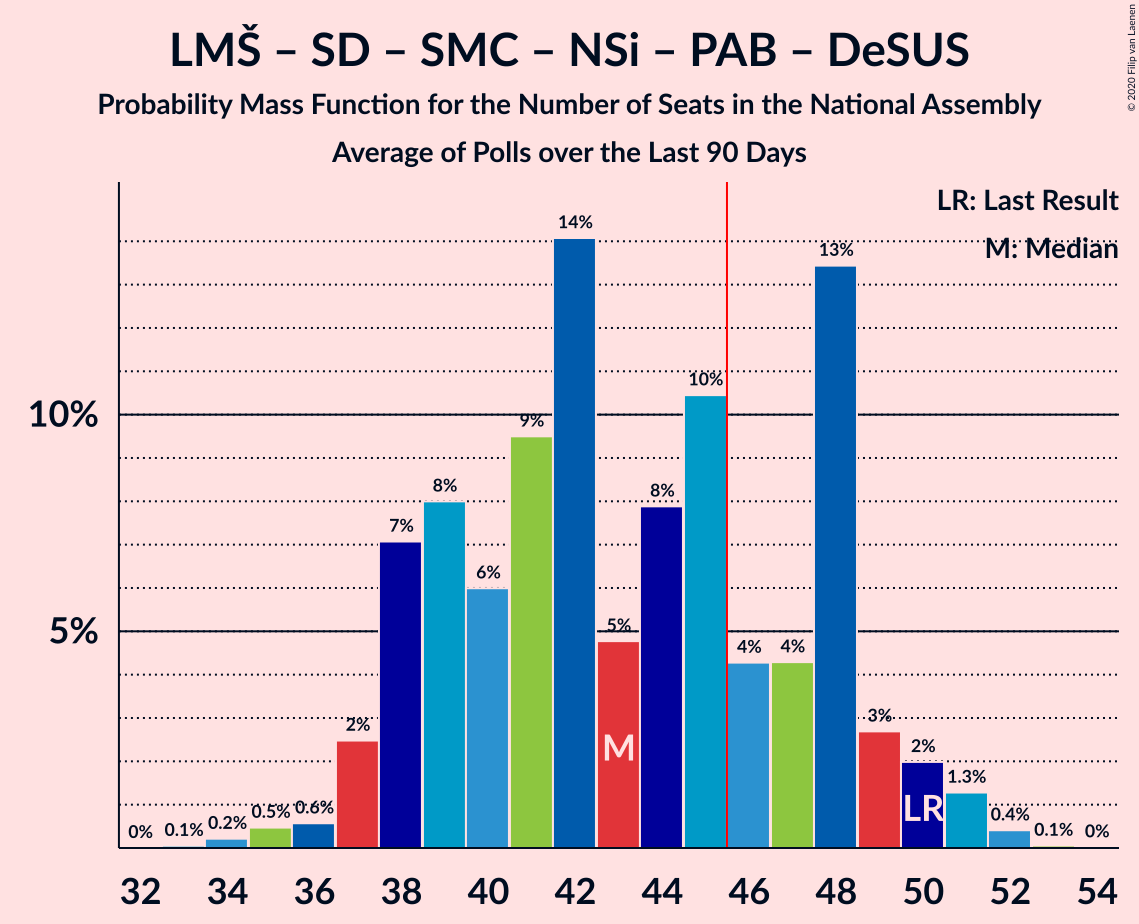 LMŠ – SD – SMC – NSi – PAB – DeSUS
Probability Mass Function for the Number of Seats in the National Assembly
Average of Polls over the Last 90 Days
© 2020 Filip van Laenen
LR: Last Result
M: Median
10%
5%
0%
0.1%
0.2%
0.5%
0.6%
2%
7%
8%
6%
9%
14%
5%
8%
10%
4%
4%
13%
3%
2%
1.3%
0.4%
0.1%
0%
M
LR
32 34 36 38 40 42 44 46 48 50 52 54